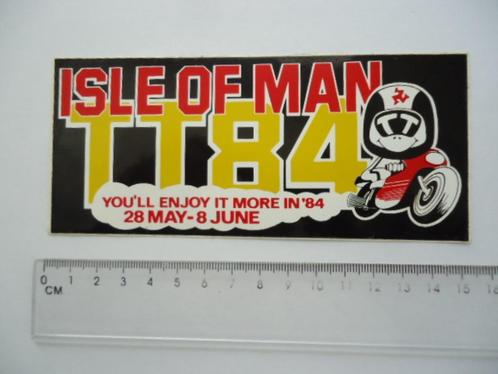 ISLE OF MAN
TT84
TT
YOU'LL ENJOY IT MORE IN '84
28 MAY-8 JUNE
0 1 2 3 4 5 6 7 8 9 10 11 12 13 14 15 16
CM